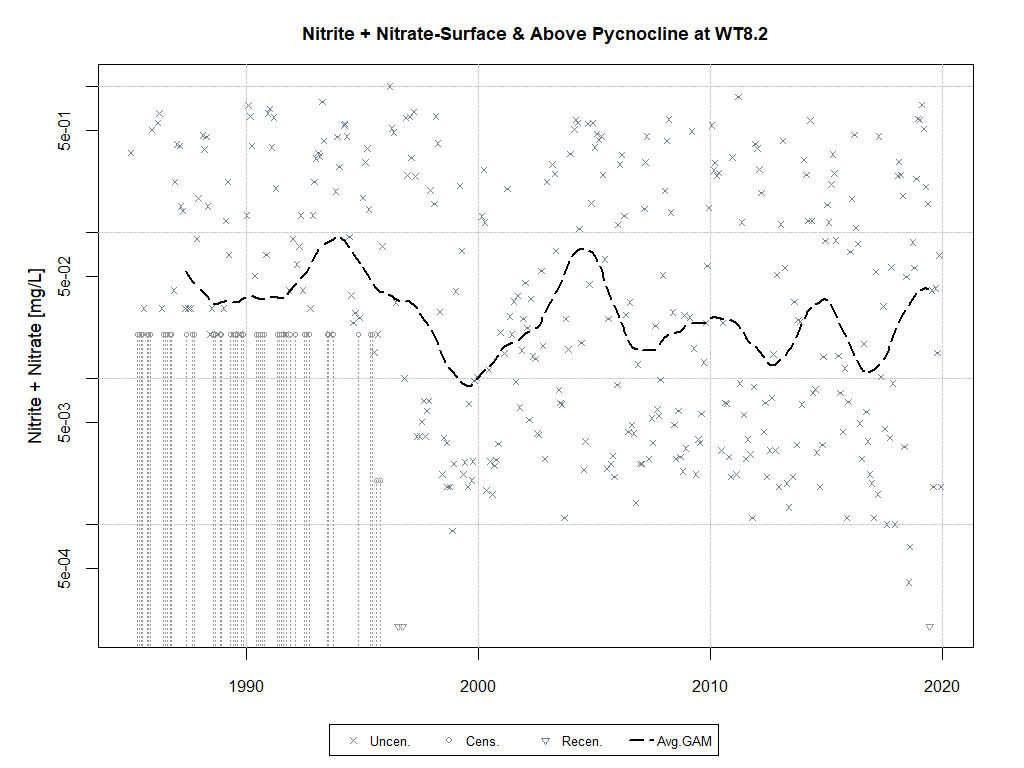 Nitrite + Nitrate-Surface & Above Pycnocline at WT8.2
Nitrite + Nitrate [mg/L]
5e-01
5e-02
5e-03
5e-04
1990 2000 2010 2020
Uncen. Cens. Recen. Avg.GAM